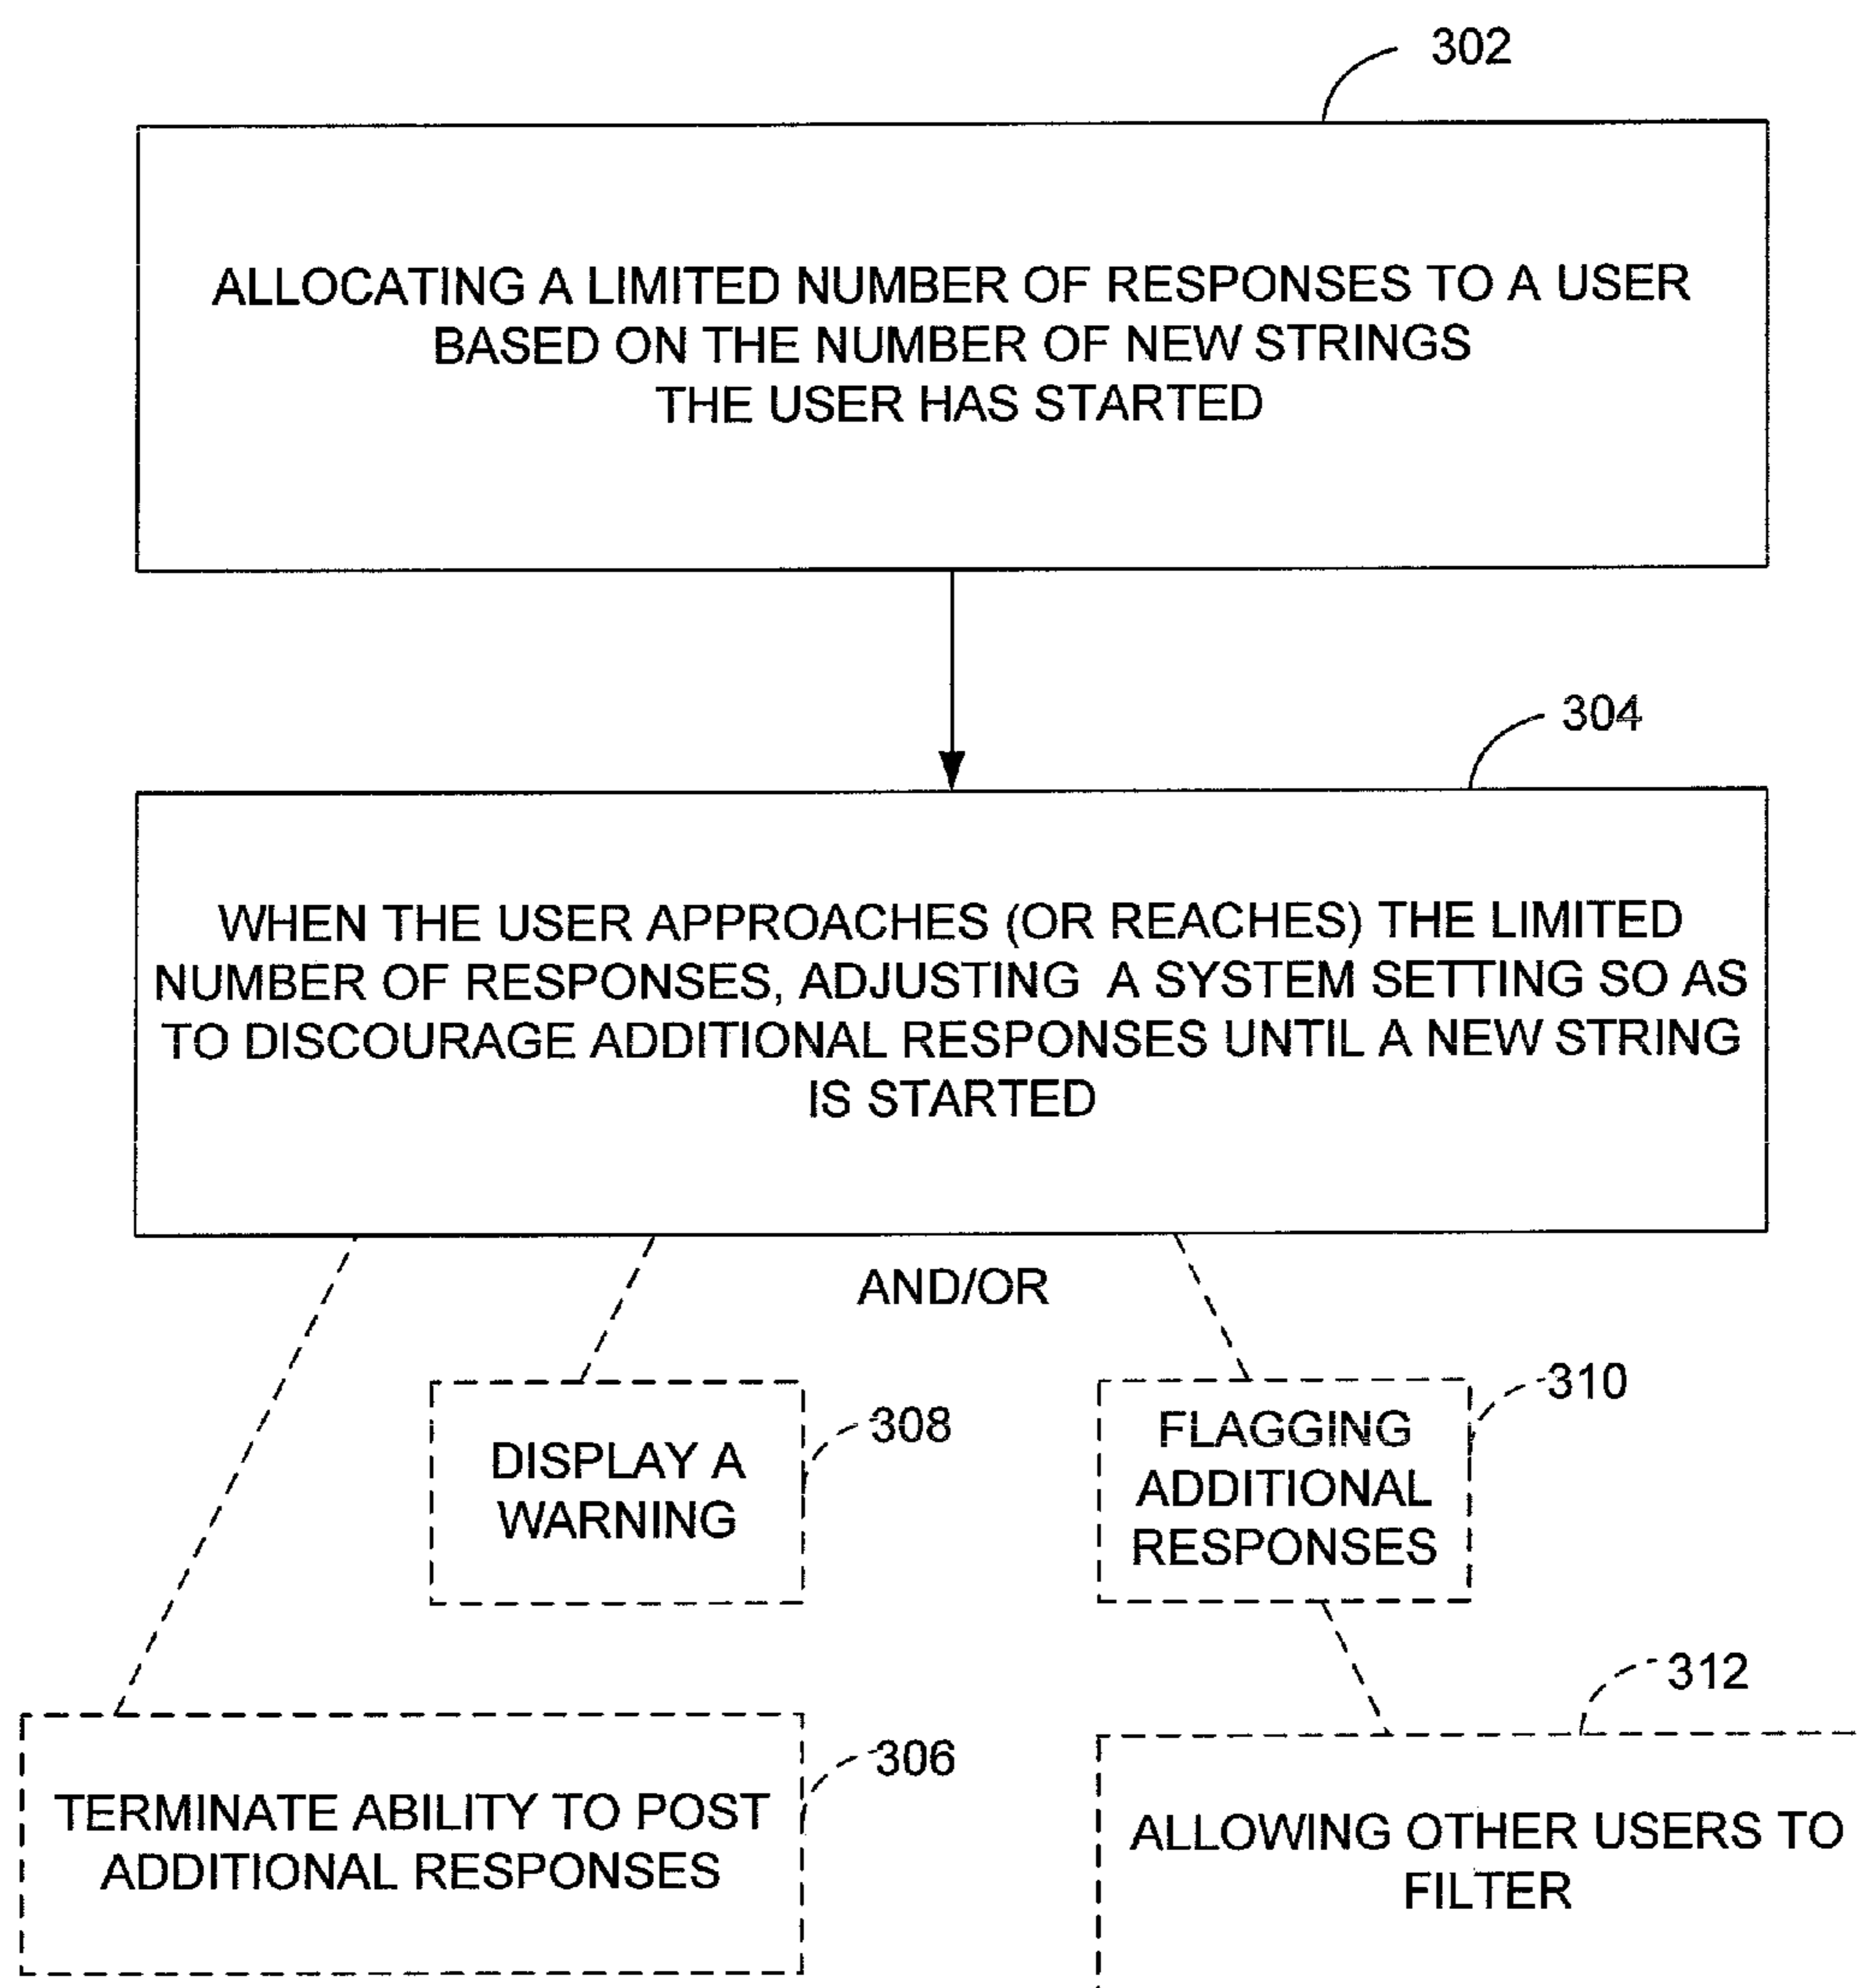 302
ALLOCATING A LIMITED NUMBER OF RESPONSES TO A USER
BASED ON THE NUMBER OF NEW STRINGS
THE USER HAS STARTED
304
WHEN THE USER APPROACHES (OR REACHES) THE LIMITED
NUMBER OF RESPONSES, ADJUSTING A SYSTEM SETTING SO AS
TO DISCOURAGE ADDITIONAL RESPONSES UNTIL A NEW STRING
IS STARTED
AND/OR
308
DISPLAY A
WARNING
310
FLAGGING
ADDITIONAL
RESPONSES
306
TERMINATE ABILITY TO POST
ADDITIONAL RESPONSES
312
ALLOWING OTHER USERS TO
FILTER